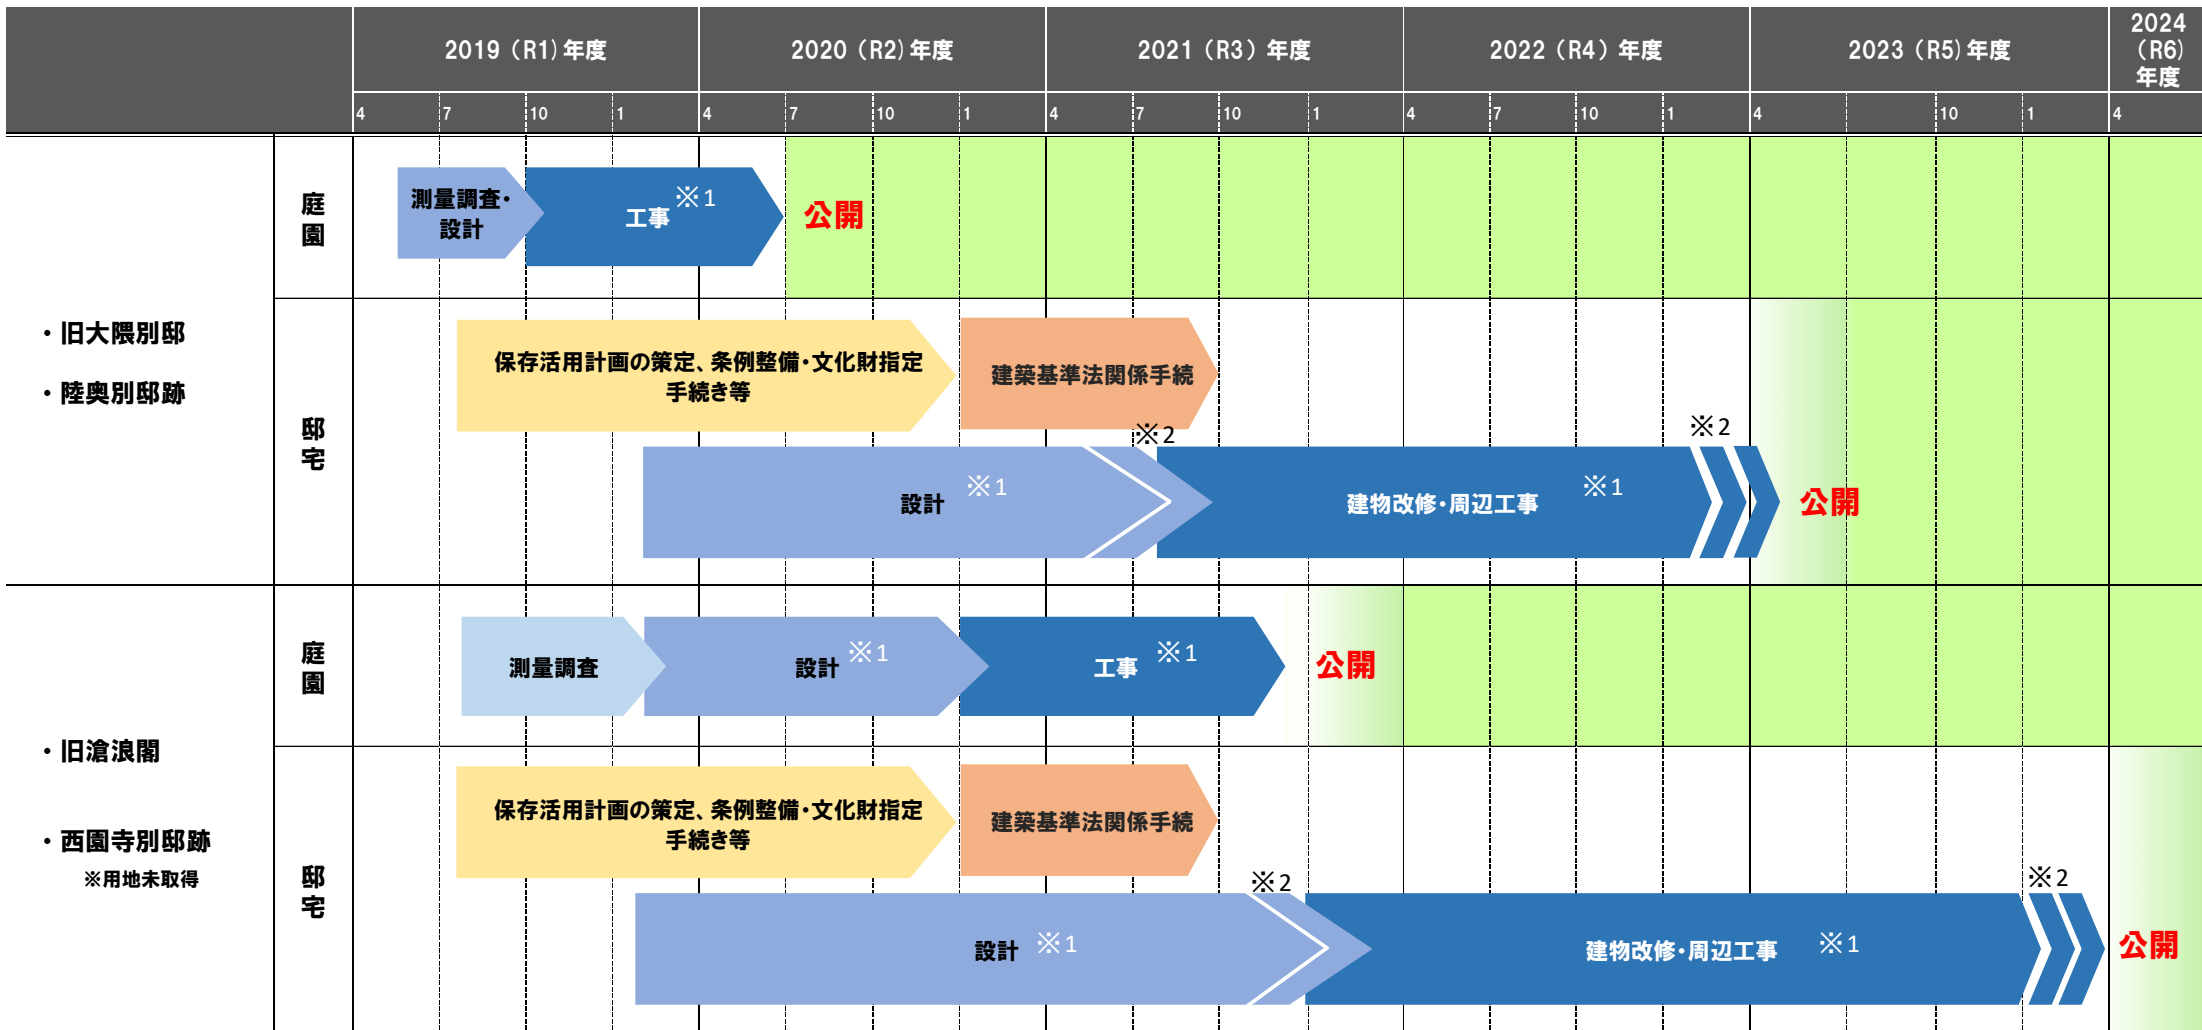 2019（R1）年度
2020（R2）年度
2021（R3）年度
2022（R4）年度
2023（R5）年度
2024
（R6）
年度
4
7
10
1
4
7
10
1
4
7
10
1
4
7
10
1
4
10
1
4
・旧大隈別邸
・陸奥別邸跡
庭園
測量調査・
設計
工事 ※1
公開
邸宅
保存活用計画の策定、条例整備・文化財指定
手続き等
建築基準法関係手続
※2
※2
設計 ※1
建物改修・周辺工事 ※1
公開
・旧滄浪閣
・西園寺別邸跡
※用地未取得
庭園
測量調査
設計 ※1
工事 ※1
公開
邸宅
保存活用計画の策定、条例整備・文化財指定
手続き等
建築基準法関係手続
※2
※2
設計 ※1
建物改修・周辺工事 ※1
公開